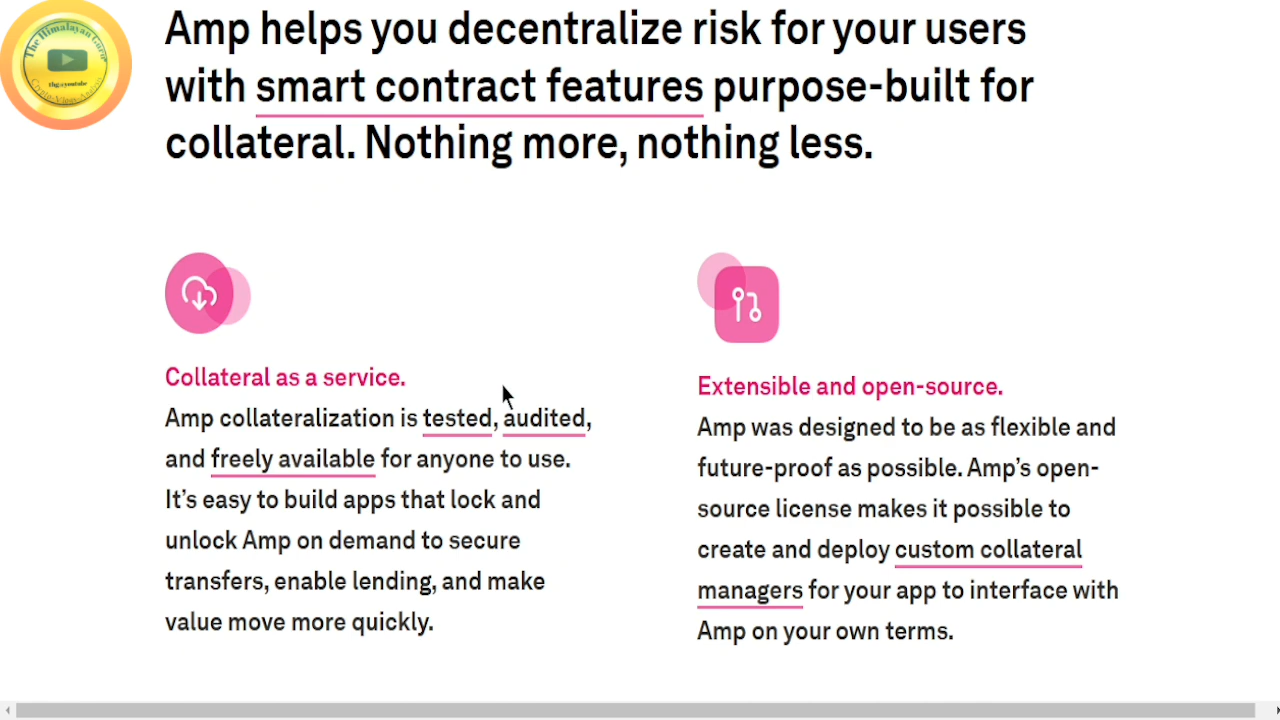 The Himalayan Guru
thg@youtube
Amp helps you decentralize risk for your users
with smart contract features purpose-built for
collateral. Nothing more, nothing less.
Collateral as a service.
Amp collateralization is tested, audited,
and freely available for anyone to use.
It's easy to build apps that lock and
unlock Amp on demand to secure
transfers, enable lending, and make
value move more quickly.
Extensible and open-source.
Amp was designed to be as flexible and
future-proof as possible. Amp's open-
source license makes it possible to
create and deploy custom collateral
managers for your app to interface with
Amp on your own terms.